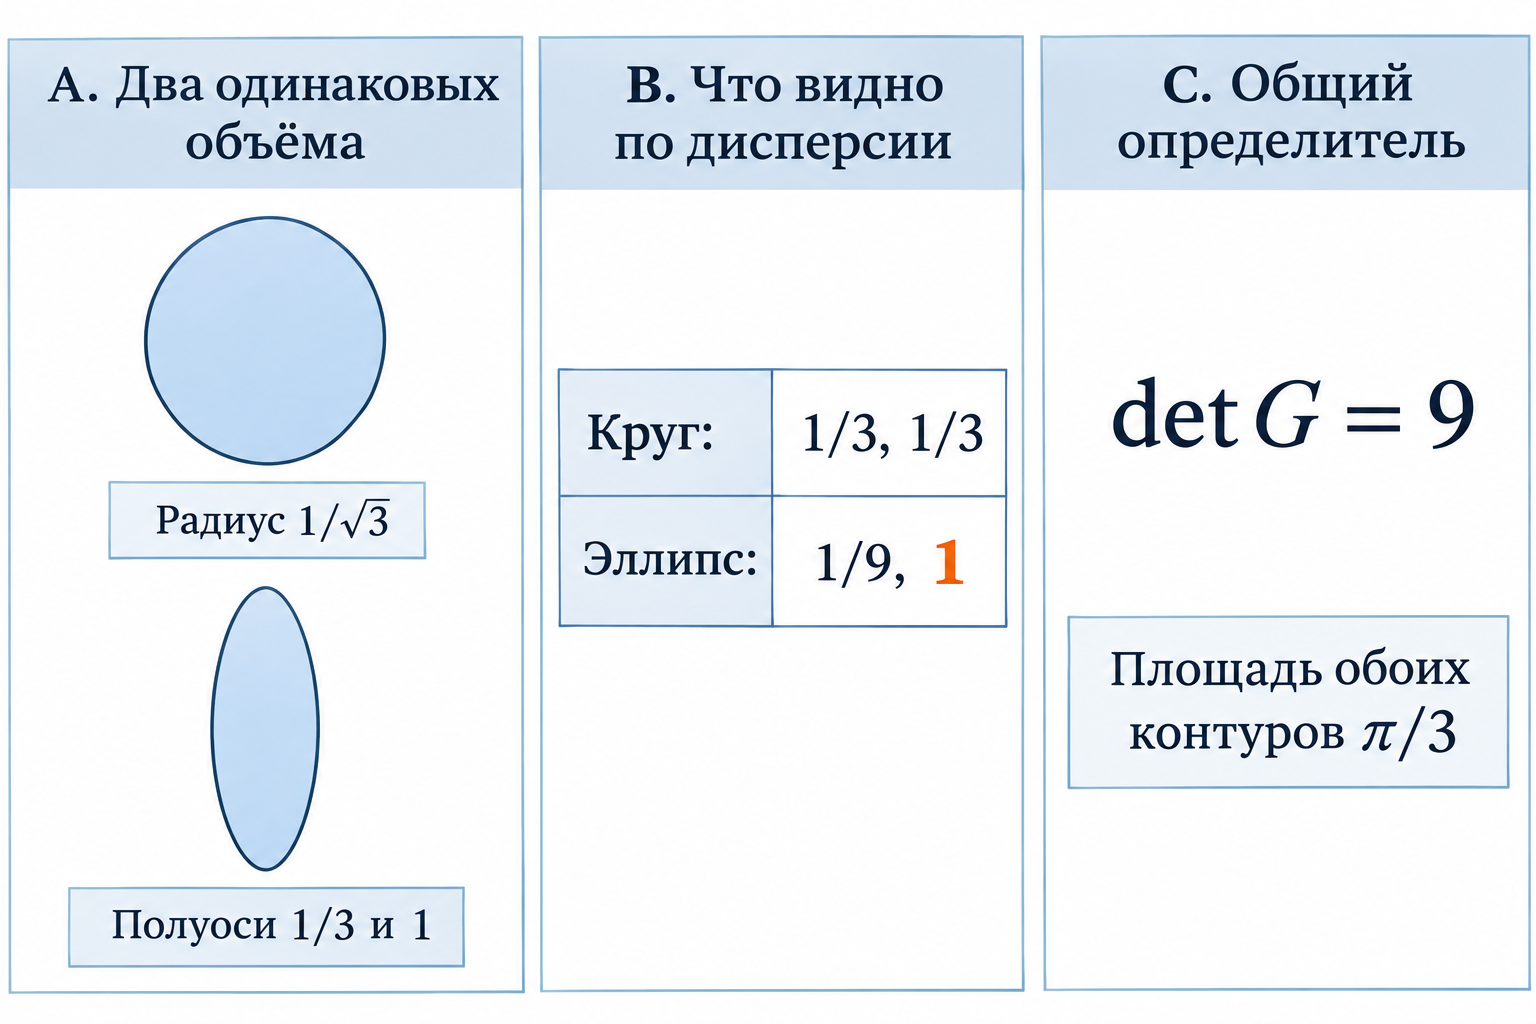 A. Два одинаковых
объёма
Радиус 1/√3
Полуоси 1/3 и 1
B. Что видно
по дисперсии
Круг: 1/3, 1/3
Эллипс: 1/9, 1
C. Общий
определитель
det G = 9
Площадь обоих
контуров π/3